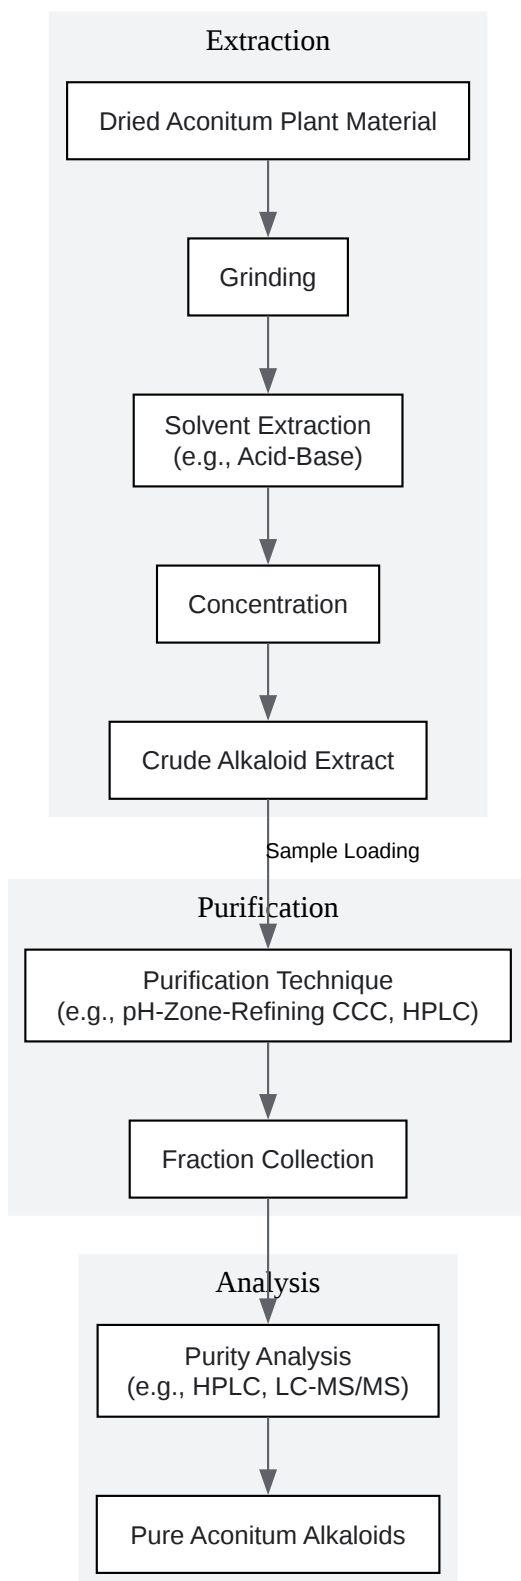 Extraction
Dried Aconitum Plant Material
Grinding
Solvent Extraction
(e.g., Acid-Base)
Concentration
Crude Alkaloid Extract
Sample Loading
Purification
Purification Technique
(e.g., pH-Zone-Refining CCC, HPLC)
Fraction Collection
Analysis
Purity Analysis
(e.g., HPLC, LC-MS/MS)
Pure Aconitum Alkaloids